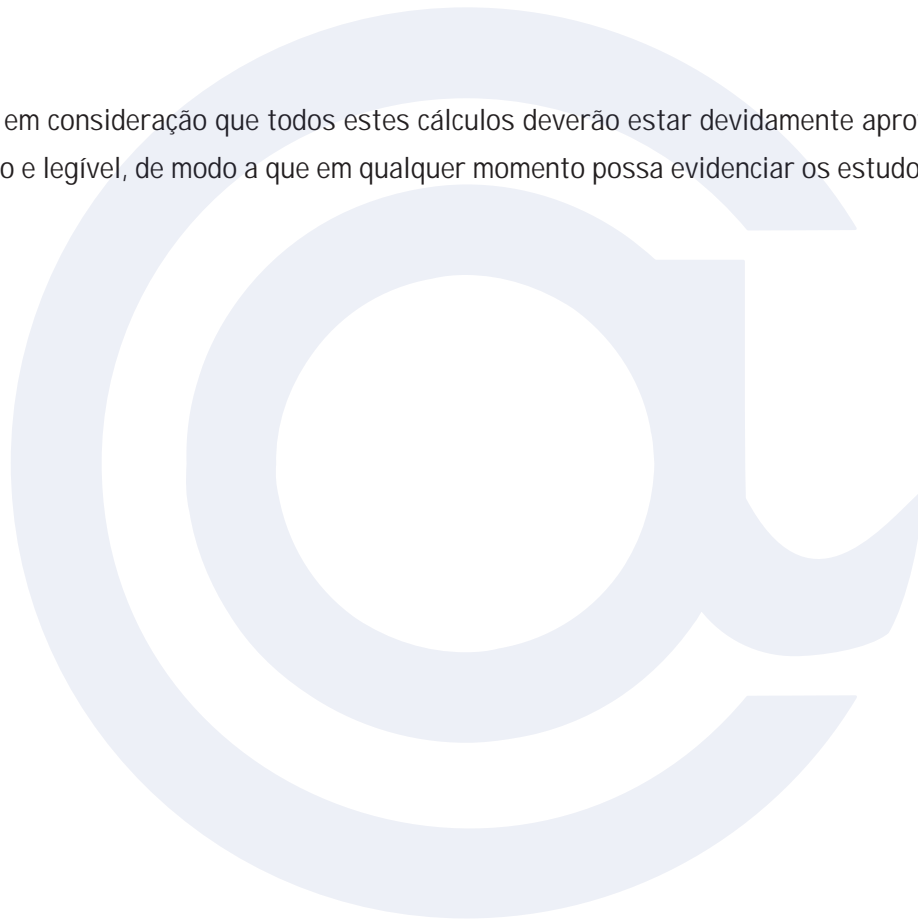 em consideração que todos estes cálculos deverão estar devidamente apro
o e legível, de modo a que em qualquer momento possa evidenciar os estudo